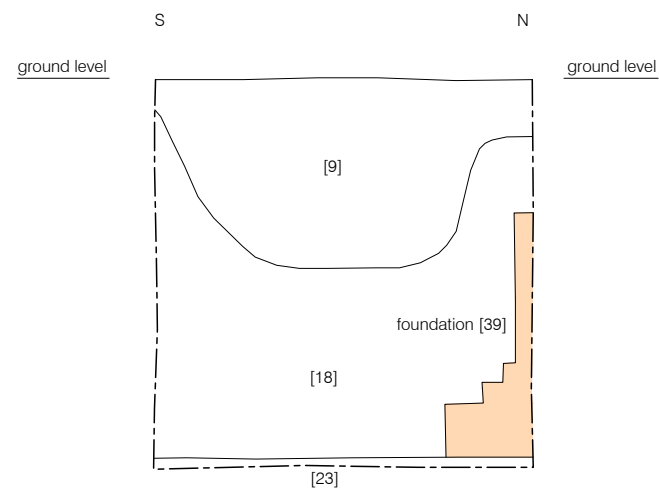 S N
ground level ground level
[9]
foundation [39]
[18]
[23]